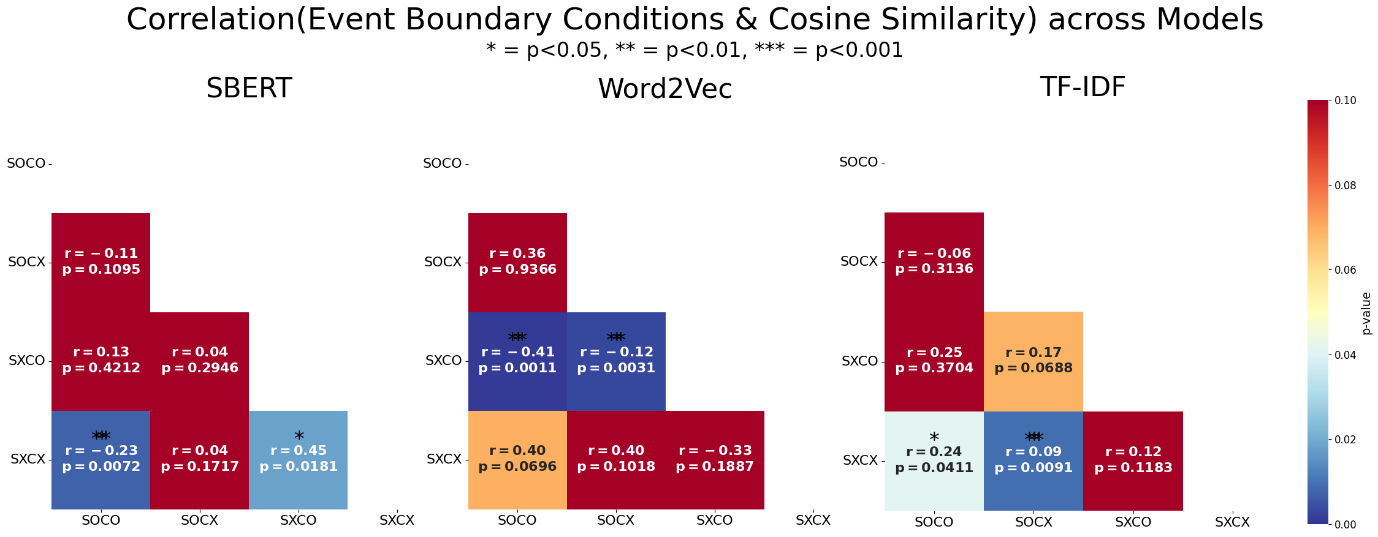 Correlation(Event Boundary Conditions & Cosine Similarity) across Models
* = p<0.05, ** = p<0.01, *** = p<0.001
SBERT
SOCO
SOCX
SXCO
SXCX
r = −0.11
p = 0.1095
r = 0.13
p = 0.4212
r = 0.04
p = 0.2946
**
r = −0.23
p = 0.0072
r = 0.04
p = 0.1717
*
r = 0.45
p = 0.0181
SOCO SOCX SXCO SXCX
Word2Vec
SOCO
SOCX
SXCO
SXCX
r = 0.36
p = 0.9366
**
r = −0.41
p = 0.0011
**
r = −0.12
p = 0.0031
r = 0.40
p = 0.0696
r = 0.40
p = 0.1018
r = −0.33
p = 0.1887
SOCO SOCX SXCO SXCX
TF-IDF
SOCO
SOCX
SXCO
SXCX
r = −0.06
p = 0.3136
r = 0.25
p = 0.3704
r = 0.17
p = 0.0688
*
r = 0.24
p = 0.0411
**
r = 0.09
p = 0.0091
r = 0.12
p = 0.1183
SOCO SOCX SXCO SXCX
0.10
0.08
0.06
0.04
0.02
0.00
p-value